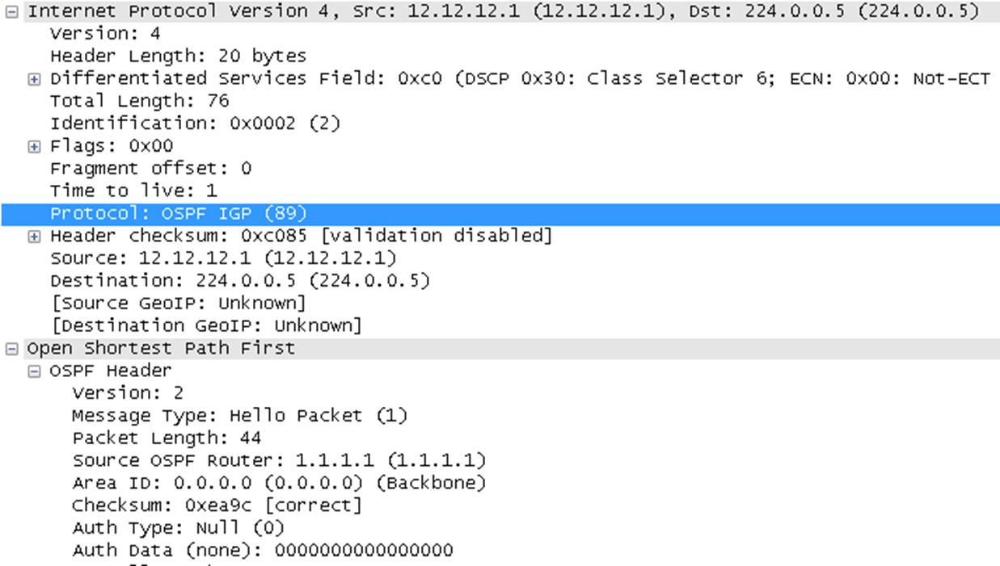 Internet Protocol Version 4, Src: 12.12.12.1 (12.12.12.1), Dst: 224.0.0.5 (224.0.0.5)
Version: 4
Header Length: 20 bytes
Differentiated Services Field: 0xc0 (DSCP 0x30: Class Selector 6; ECN: 0x00: Not-ECT
Total Length: 76
Identification: 0x0002 (2)
Flags: 0x00
Fragment offset: 0
Time to live: 1
Protocol: OSPF IGP (89)
Header checksum: 0xc085 [validation disabled]
Source: 12.12.12.1 (12.12.12.1)
Destination: 224.0.0.5 (224.0.0.5)
[Source GeoIP: Unknown]
[Destination GeoIP: Unknown]
Open Shortest Path First
OSPF Header
Version: 2
Message Type: Hello Packet (1)
Packet Length: 44
Source OSPF Router: 1.1.1.1 (1.1.1.1)
Area ID: 0.0.0.0 (0.0.0.0) (Backbone)
Checksum: 0xea9c [correct]
Auth Type: Null (0)
Auth Data (none): 0000000000000000